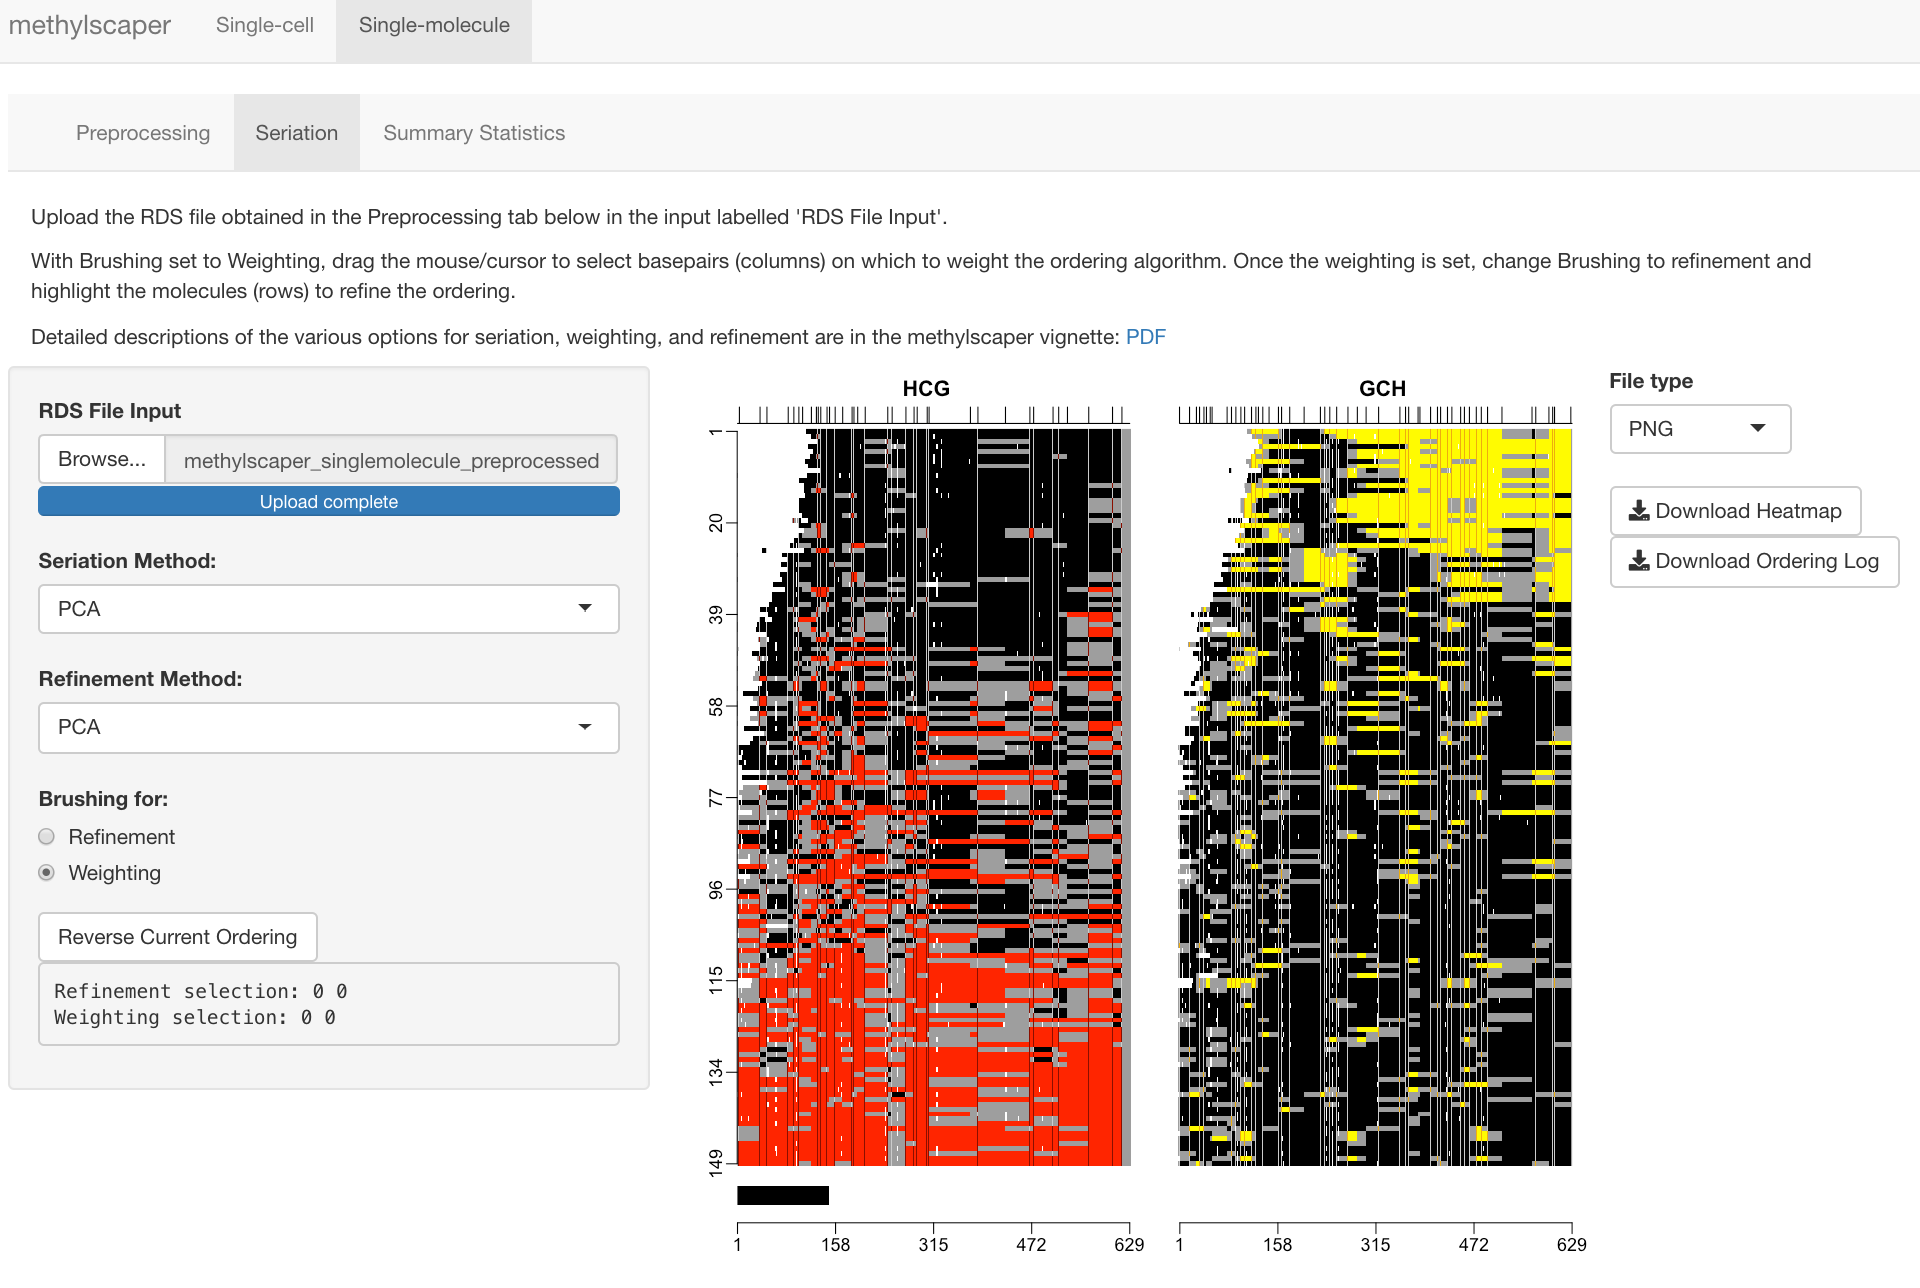 methylscaper Single-cell Single-molecule
Preprocessing Seriation Summary Statistics
Upload the RDS file obtained in the Preprocessing tab below in the input labelled 'RDS File Input'.
With Brushing set to Weighting, drag the mouse/cursor to select basepairs (columns) on which to weight the ordering algorithm. Once the weighting is set, change Brushing to refinement and
highlight the molecules (rows) to refine the ordering.
Detailed descriptions of the various options for seriation, weighting, and refinement are in the methylscaper vignette: PDF
RDS File Input
Browse... methylscaper_singlemolecule_preprocessed
Upload complete
Seriation Method:
PCA
Refinement Method:
PCA
Brushing for:
Refinement
Weighting
Reverse Current Ordering
Refinement selection: 0 0
Weighting selection: 0 0
HCG
1
20
39
58
77
96
115
134
149
1 158 315 472 629
GCH
1 158 315 472 629
File type
PNG
Download Heatmap
Download Ordering Log